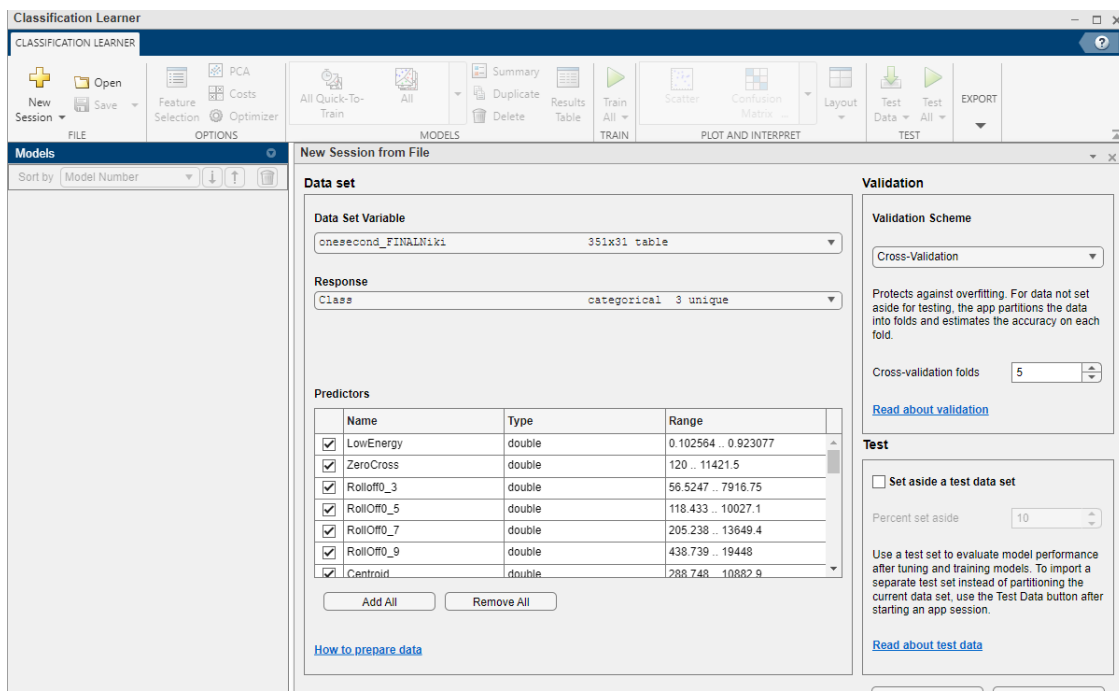 Classification Learner
CLASSIFICATION LEARNER
?
New Session
Open
Save
FILE
Feature Selection
PCA
Costs
Optimizer
OPTIONS
All Quick-To-Train
All
Summary
Duplicate
Delete
Results Table
MODELS
Train All
TRAIN
Scatter
Confusion Matrix ...
Layout
PLOT AND INTERPRET
Test Data
Test All
TEST
EXPORT
Models
Sort by Model Number
New Session from File
Data set
Data Set Variable
onesecond_FINALNiki 351x31 table
Response
Class categorical 3 unique
Predictors
Name Type Range
LowEnergy double 0.102564 .. 0.923077
ZeroCross double 120 .. 11421.5
Rolloff0_3 double 56.5247 .. 7916.75
RollOff0_5 double 118.433 .. 10027.1
RollOff0_7 double 205.238 .. 13649.4
RollOff0_9 double 438.739 .. 19448
Centroid double 288.748 .. 10882.9
Add All Remove All
How to prepare data
Validation
Validation Scheme
Cross-Validation
Protects against overfitting. For data not set
aside for testing, the app partitions the data
into folds and estimates the accuracy on each
fold.
Cross-validation folds 5
Read about validation
Test
Set aside a test data set
Percent set aside 10
Use a test set to evaluate model performance
after tuning and training models. To import a
separate test set instead of partitioning the
current data set, use the Test Data button after
starting an app session.
Read about test data